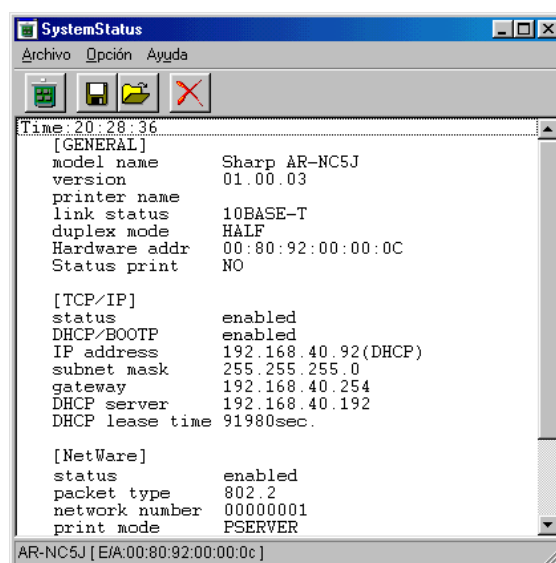 SystemStatus
Archivo Opción Ayuda
Time:20:28:36
[GENERAL]
model name Sharp AR-NC5J
version 01.00.03
printer name
link status 10BASE-T
duplex mode HALF
Hardware addr 00:80:92:00:00:0C
Status print NO
[TCP/IP]
status enabled
DHCP/BOOTP enabled
IP address 192.168.40.92(DHCP)
subnet mask 255.255.255.0
gateway 192.168.40.254
DHCP server 192.168.40.192
DHCP lease time 91980sec.
[NetWare]
status enabled
packet type 802.2
network number 00000001
print mode PSERVER
AR-NC5J [ E/A:00:80:92:00:00:0c ]